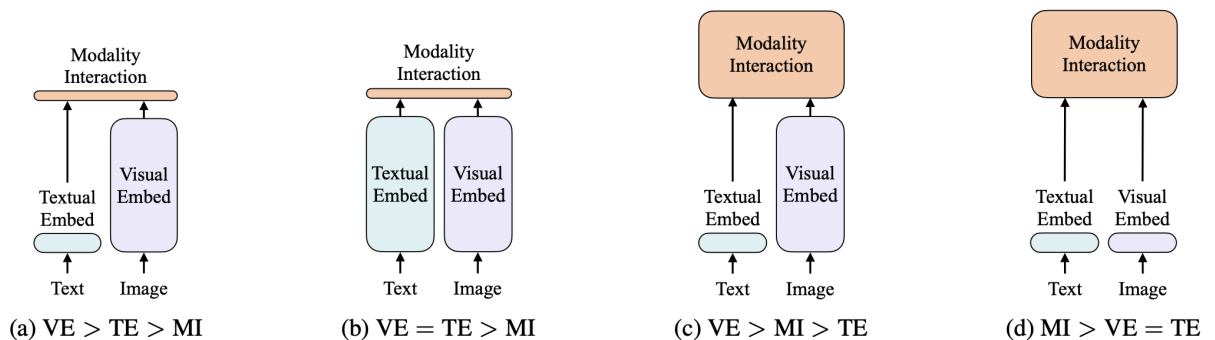 Modality
Interaction
Textual
Embed
Visual
Embed
Text
Image
(a) VE > TE > MI
Modality
Interaction
Textual
Embed
Visual
Embed
Text
Image
(b) VE = TE > MI
Modality
Interaction
Textual
Embed
Visual
Embed
Text
Image
(c) VE > MI > TE
Modality
Interaction
Textual
Embed
Visual
Embed
Text
Image
(d) MI > VE = TE